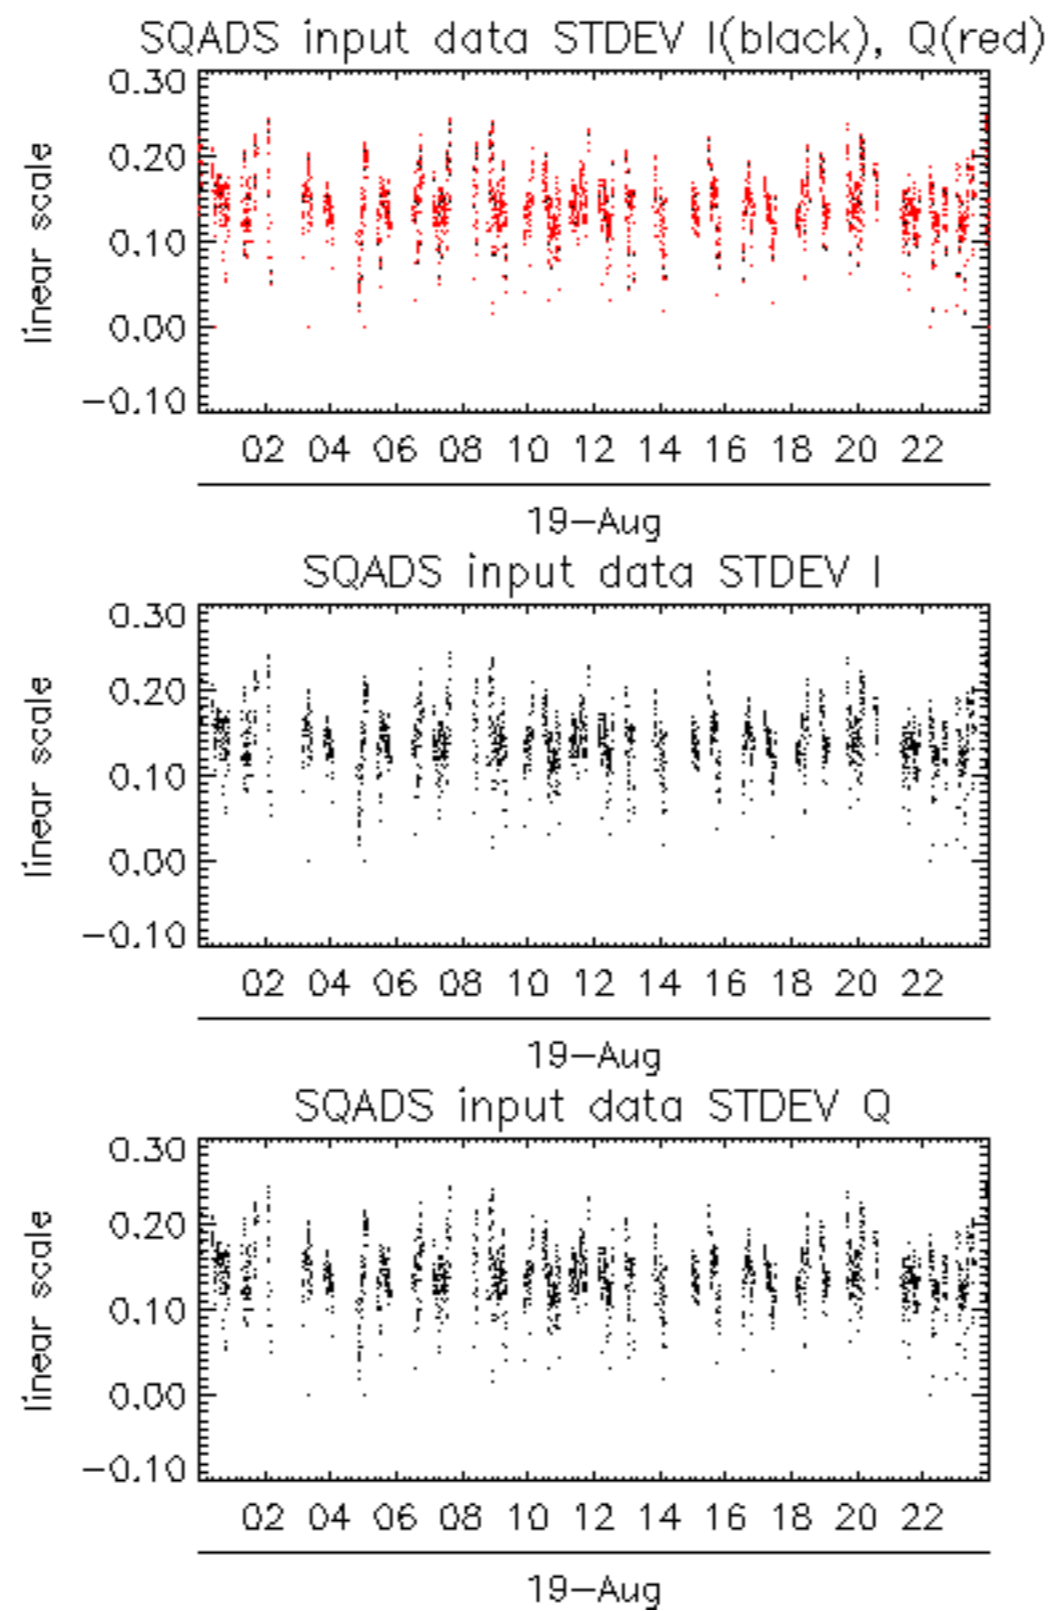 SQADS input data STDEV I(black), Q(red)
linear scale
0.30
0.20
0.10
0.00
−0.10
02 04 06 08 10 12 14 16 18 20 22
19−Aug
SQADS input data STDEV I
linear scale
0.30
0.20
0.10
0.00
−0.10
02 04 06 08 10 12 14 16 18 20 22
19−Aug
SQADS input data STDEV Q
linear scale
0.30
0.20
0.10
0.00
−0.10
02 04 06 08 10 12 14 16 18 20 22
19−Aug